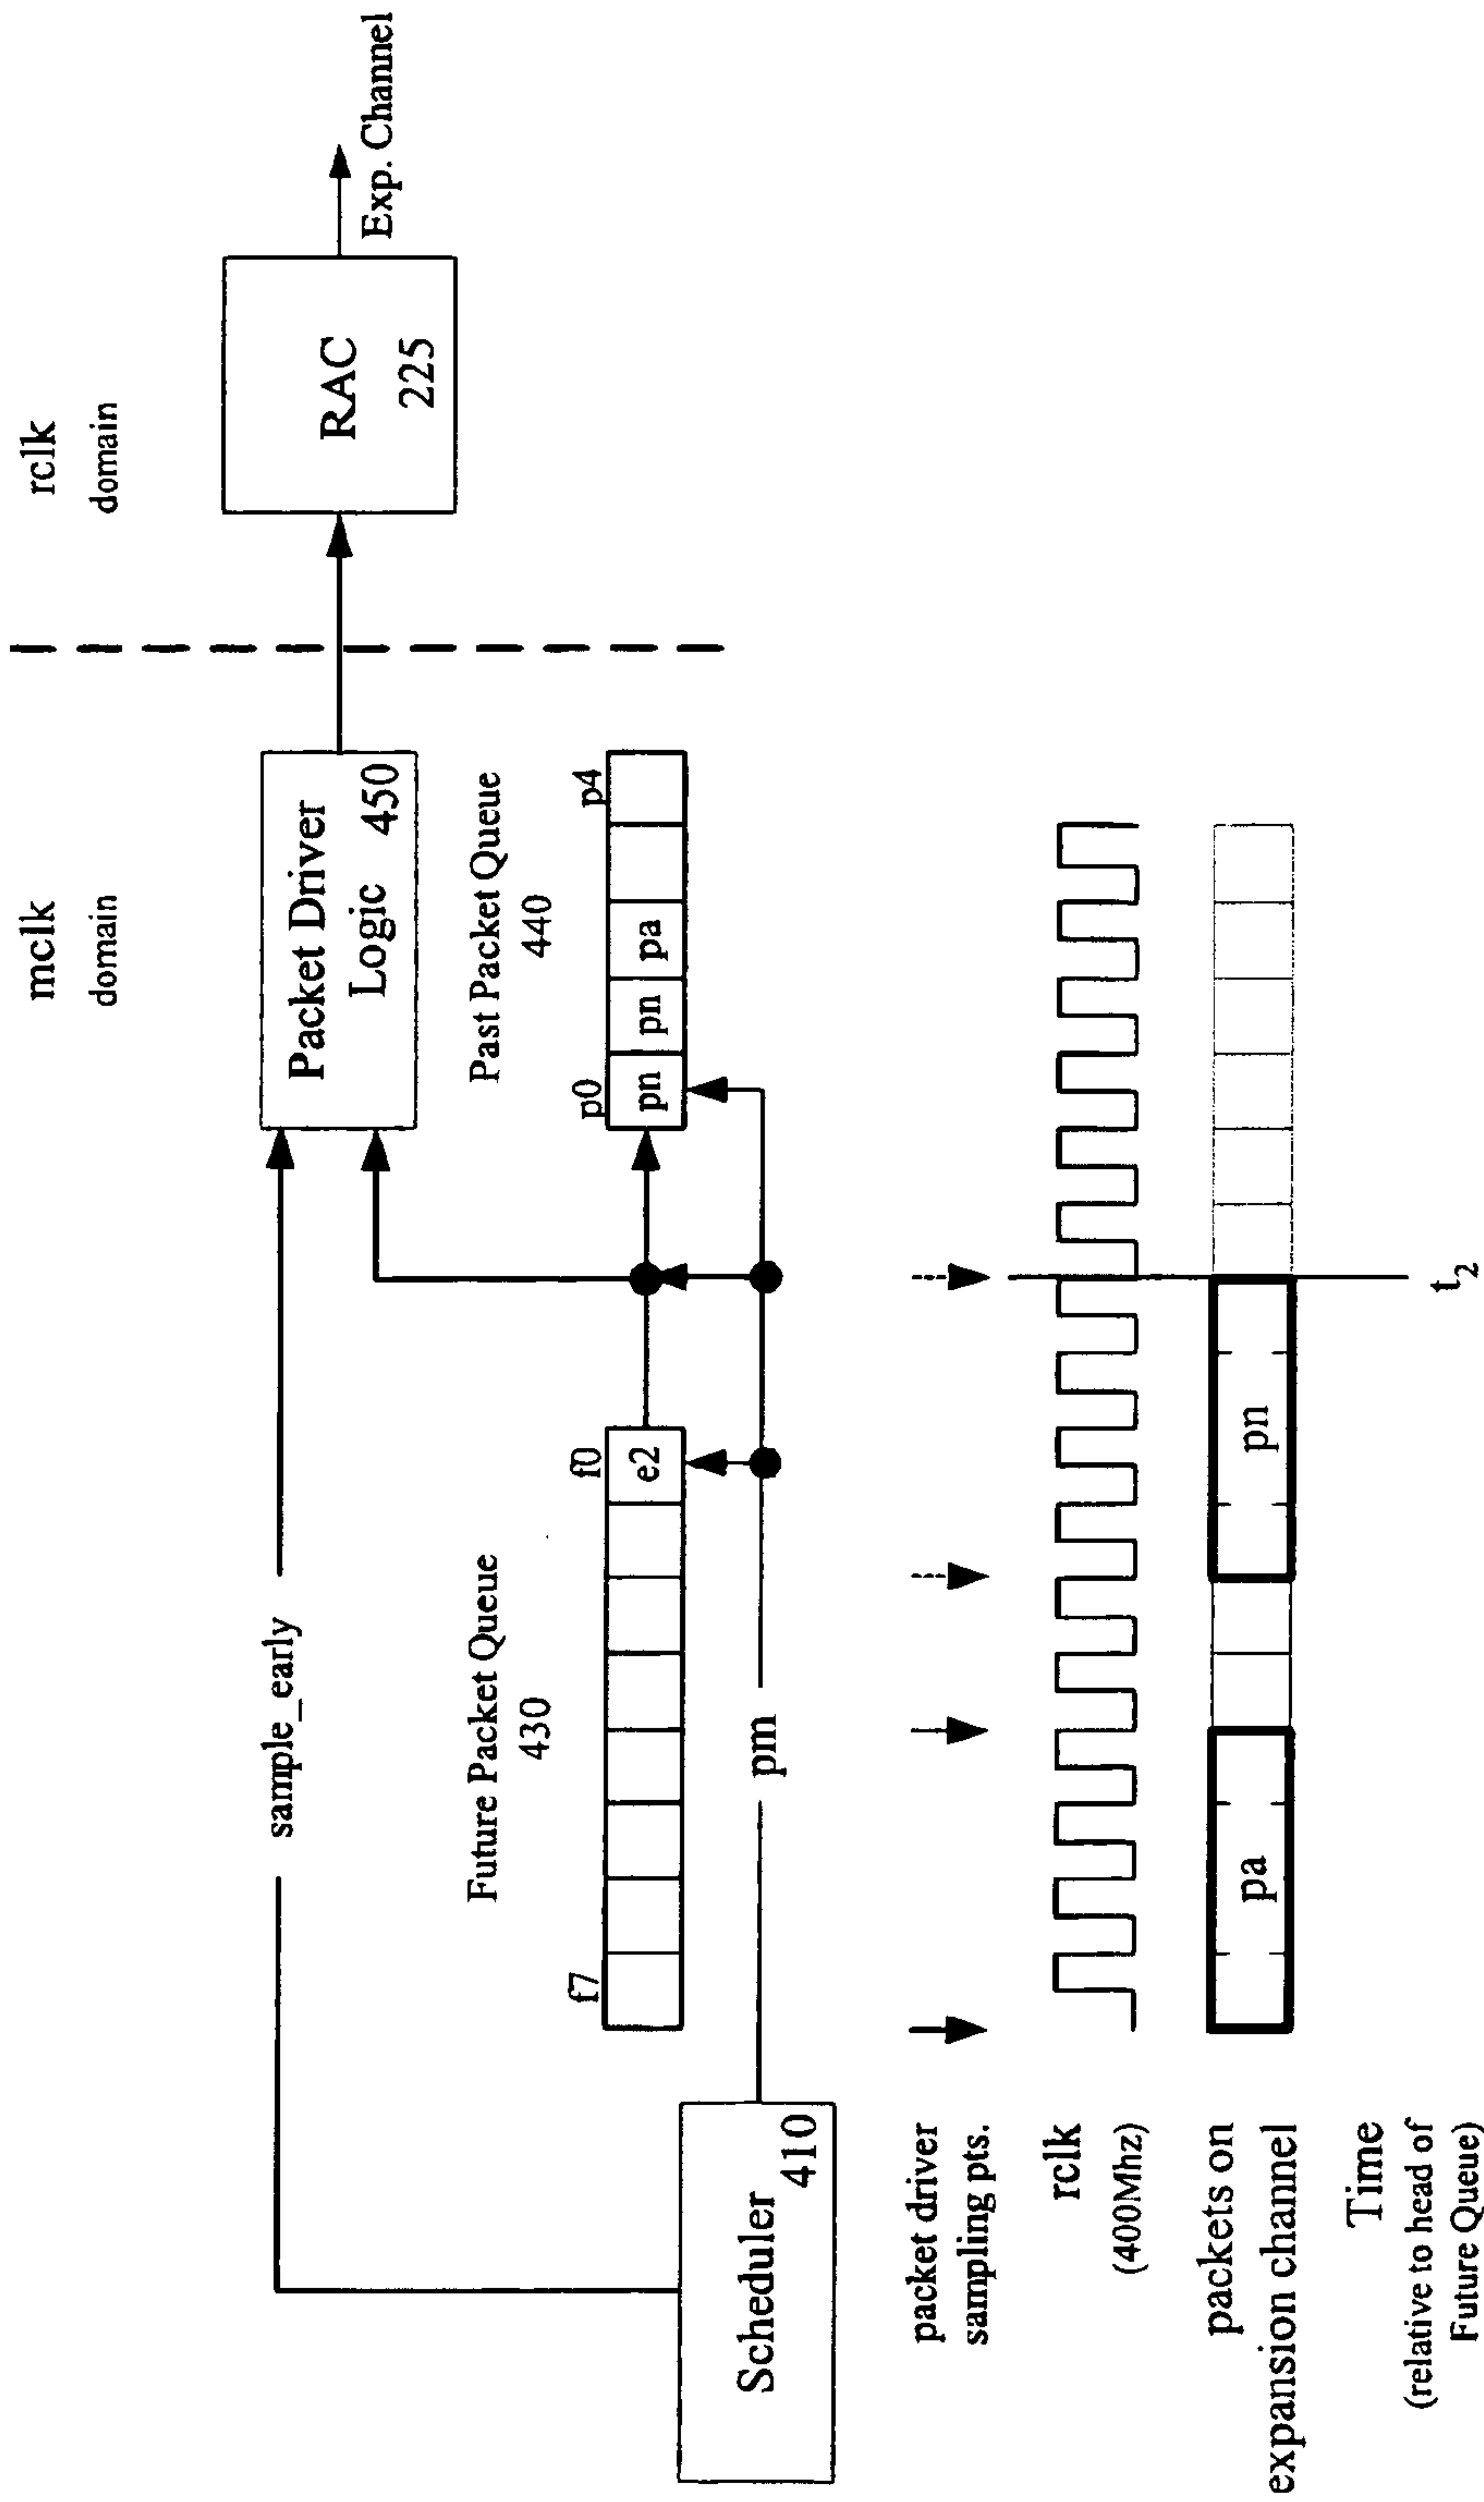 mclk
domain
rclk
domain
sample_early
Packet Driver
Logic 450
RAC
225
Exp. Channel
Future Packet Queue
430
Past Packet Queue
440
f7
f0
p0
p4
e2
pn
pn
pa
Scheduler
410
pm
packet driver
sampling pts.
rclk
(400Mhz)
packets on
expansion channel
pa
pn
Time
(relative to head of
Future Queue)
t2